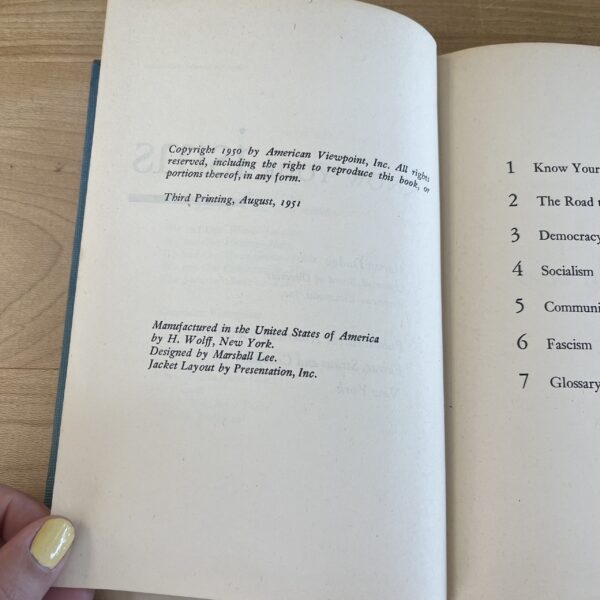 Copyright 1950 by American Viewpoint, Inc. All rights
reserved, including the right to reproduce this book, or
portions thereof, in any form.
Third Printing, August, 1951
Manufactured in the United States of America
by H. Wolff, New York.
Designed by Marshall Lee.
Jacket Layout by Presentation, Inc.
1 Know Your
2 The Road
3 Democracy
4 Socialism
5 Communi
6 Fascism
7 Glossary